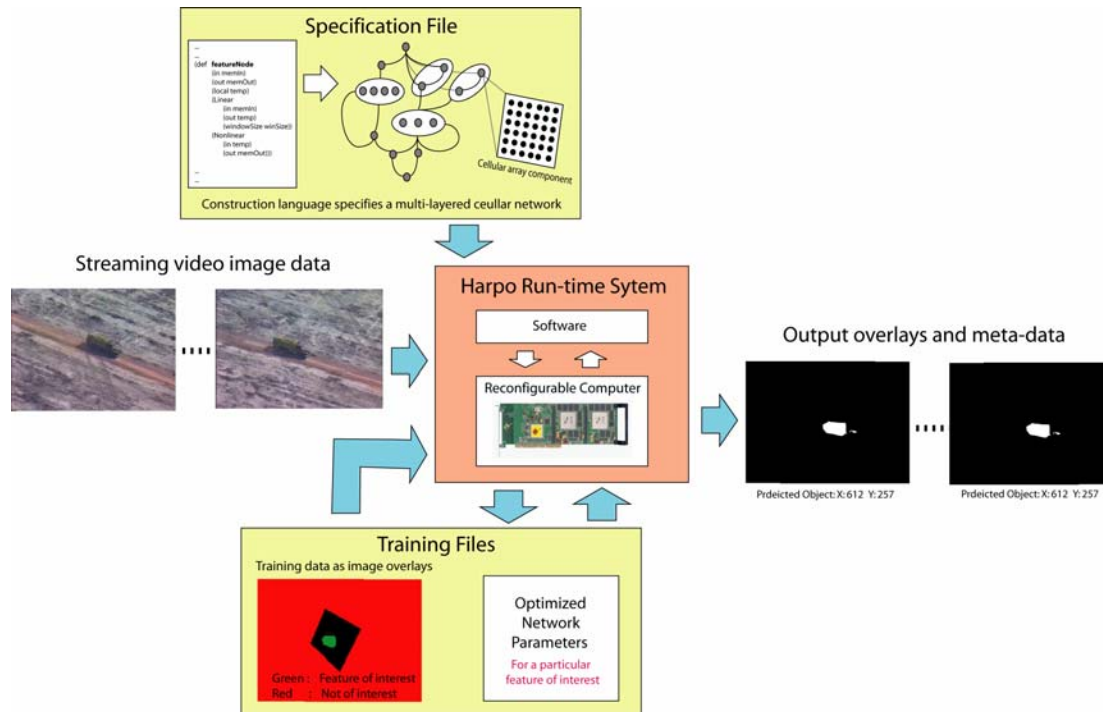 Specification File
(def featureNode
(in memIn)
(out memOut)
(local temp)
(Linear
(in memIn)
(out temp)
(windowSize winSize))
(Nonlinear
(in temp)
(out memOut)))
Cellular array component
Construction language specifies a multi-layered ceullar network
Streaming video image data
Harpo Run-time Sytem
Software
Reconfigurable Computer
Output overlays and meta-data
Prdeicted Object: X: 612 Y: 257
Prdeicted Object: X: 612 Y: 257
Training Files
Training data as image overlays
Green : Feature of interest
Red : Not of interest
Optimized
Network
Parameters
For a particular
feature of interest